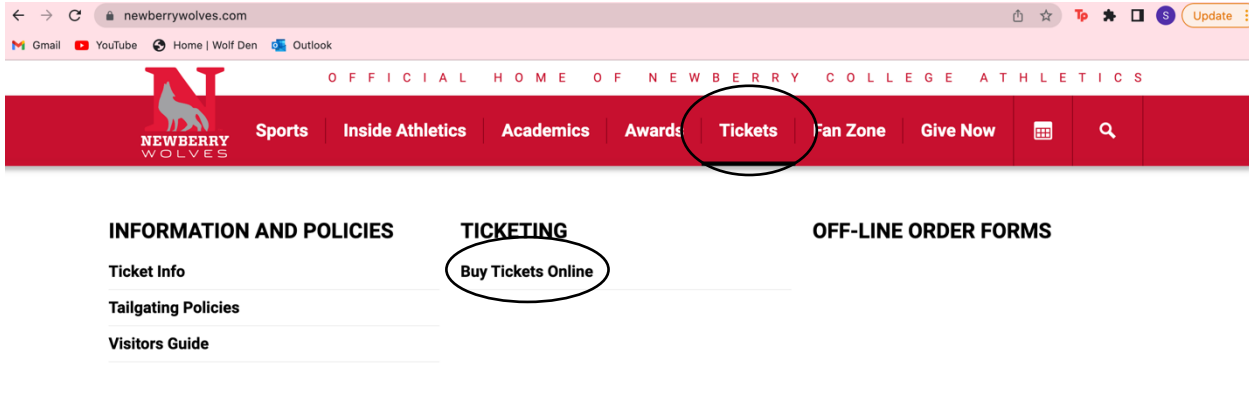 newberrywolves.com
Tp
S
Update
Gmail
YouTube
Home | Wolf Den
Outlook
OFFICIAL HOME OF NEWBERRY COLLEGE ATHLETICS
N
NEWBERRY
WOLVES
Sports
Inside Athletics
Academics
Awards
Tickets
Fan Zone
Give Now
INFORMATION AND POLICIES
Ticket Info
Tailgating Policies
Visitors Guide
TICKETING
Buy Tickets Online
OFF-LINE ORDER FORMS